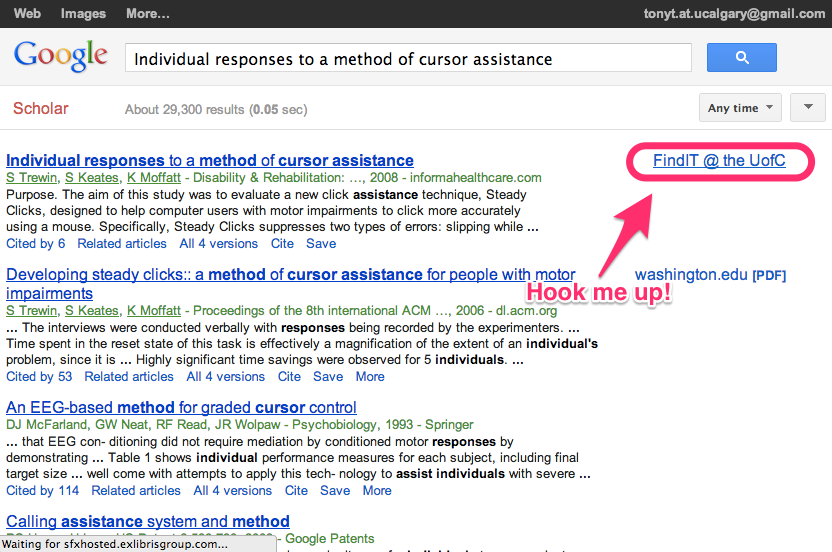 Web Images More... tonyt.at.ucalgary@gmail.com
Google Individual responses to a method of cursor assistance
Scholar About 29,300 results (0.05 sec) Any time
Individual responses to a method of cursor assistance FindIT @ the UofC
S Trewin, S Keates, K Moffatt - Disability & Rehabilitation: ..., 2008 - informahealthcare.com
Purpose. The aim of this study was to evaluate a new click assistance technique, Steady
Clicks, designed to help computer users with motor impairments to click more accurately
using a mouse. Specifically, Steady Clicks suppresses two types of errors: slipping while ...
Cited by 6 Related articles All 4 versions Cite Save
Developing steady clicks:: a method of cursor assistance for people with motor washington.edu [PDF]
impairments
Hook me up!
S Trewin, S Keates, K Moffatt - Proceedings of the 8th international ACM ..., 2006 - dl.acm.org
... The interviews were conducted verbally with responses being recorded by the experimenters. ...
Time spent in the reset state of this task is effectively a magnification of the extent of an individual's
problem, since it is ... Highly significant time savings were observed for 5 individuals. ...
Cited by 53 Related articles All 4 versions Cite Save More
An EEG-based method for graded cursor control
DJ McFarland, GW Neat, RF Read, JR Wolpaw - Psychobiology, 1993 - Springer
... that EEG con- ditioning did not require mediation by conditioned motor responses by
demonstrating ... Table 1 shows individual performance measures for each subject, including final
target size ... well come with attempts to apply this tech- nology to assist individuals with severe ...
Cited by 114 Related articles All 4 versions Cite Save More
Calling assistance system and method
- Google Patents
Waiting for sfxhosted.exlibrisgroup.com...